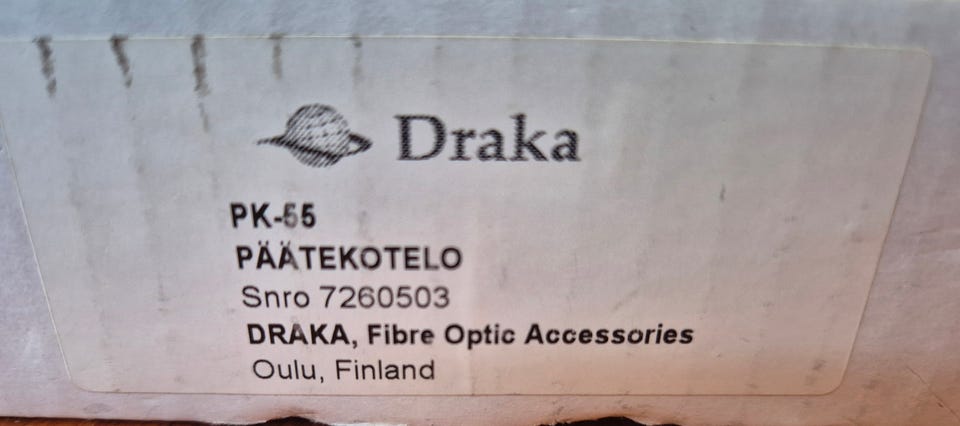 Draka
PK-55
PÄÄTEKOTELO
Snro 7260503
DRAKA, Fibre Optic Accessories
Oulu, Finland